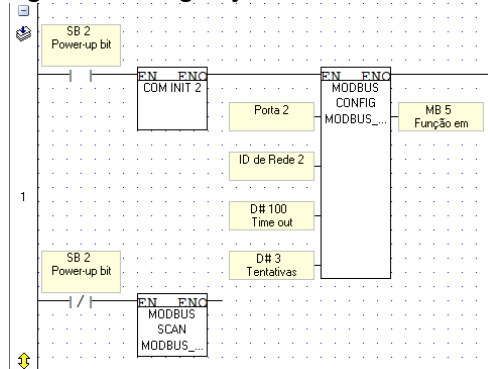 SB 2
Power-up bit
EN ENO
COM INIT 2
EN ENO
MODBUS
CONFIG
MODBUS_...
Porta 2
MB 5
Função em
ID de Rede 2
1
D# 100
Time out
D# 3
Tentativas
SB 2
Power-up bit
EN ENO
MODBUS
SCAN
MODBUS_...